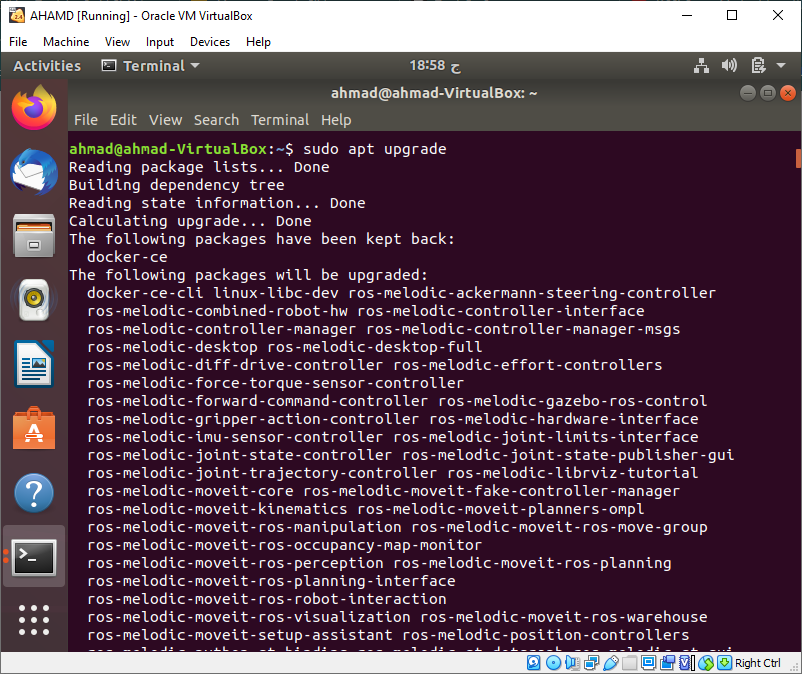 AHAMD [Running] - Oracle VM VirtualBox
File Machine View Input Devices Help
Activities Terminal 18:58 ح
ahmad@ahmad-VirtualBox: ~
File Edit View Search Terminal Help
ahmad@ahmad-VirtualBox:~$ sudo apt upgrade
Reading package lists... Done
Building dependency tree
Reading state information... Done
Calculating upgrade... Done
The following packages have been kept back:
docker-ce
The following packages will be upgraded:
docker-ce-cli linux-libc-dev ros-melodic-ackermann-steering-controller
ros-melodic-combined-robot-hw ros-melodic-controller-interface
ros-melodic-controller-manager ros-melodic-controller-manager-msgs
ros-melodic-desktop ros-melodic-desktop-full
ros-melodic-diff-drive-controller ros-melodic-effort-controllers
ros-melodic-force-torque-sensor-controller
ros-melodic-forward-command-controller ros-melodic-gazebo-ros-control
ros-melodic-gripper-action-controller ros-melodic-hardware-interface
ros-melodic-imu-sensor-controller ros-melodic-joint-limits-interface
ros-melodic-joint-state-controller ros-melodic-joint-state-publisher-gui
ros-melodic-joint-trajectory-controller ros-melodic-librviz-tutorial
ros-melodic-moveit-core ros-melodic-moveit-fake-controller-manager
ros-melodic-moveit-kinematics ros-melodic-moveit-planners-ompl
ros-melodic-moveit-ros-manipulation ros-melodic-moveit-ros-move-group
ros-melodic-moveit-ros-occupancy-map-monitor
ros-melodic-moveit-ros-perception ros-melodic-moveit-ros-planning
ros-melodic-moveit-ros-planning-interface
ros-melodic-moveit-ros-robot-interaction
ros-melodic-moveit-ros-visualization ros-melodic-moveit-ros-warehouse
ros-melodic-moveit-setup-assistant ros-melodic-position-controllers
Right Ctrl